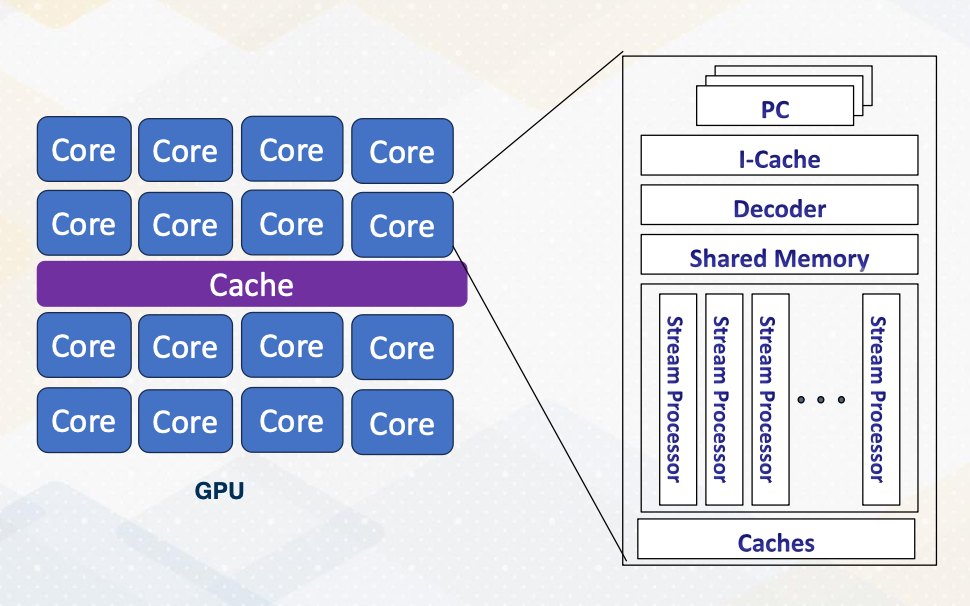 Core Core Core Core
Core Core Core Core
Cache
Core Core Core Core
Core Core Core Core
GPU
PC
I-Cache
Decoder
Shared Memory
Stream Processor
Stream Processor
Stream Processor
• • •
Stream Processor
Caches